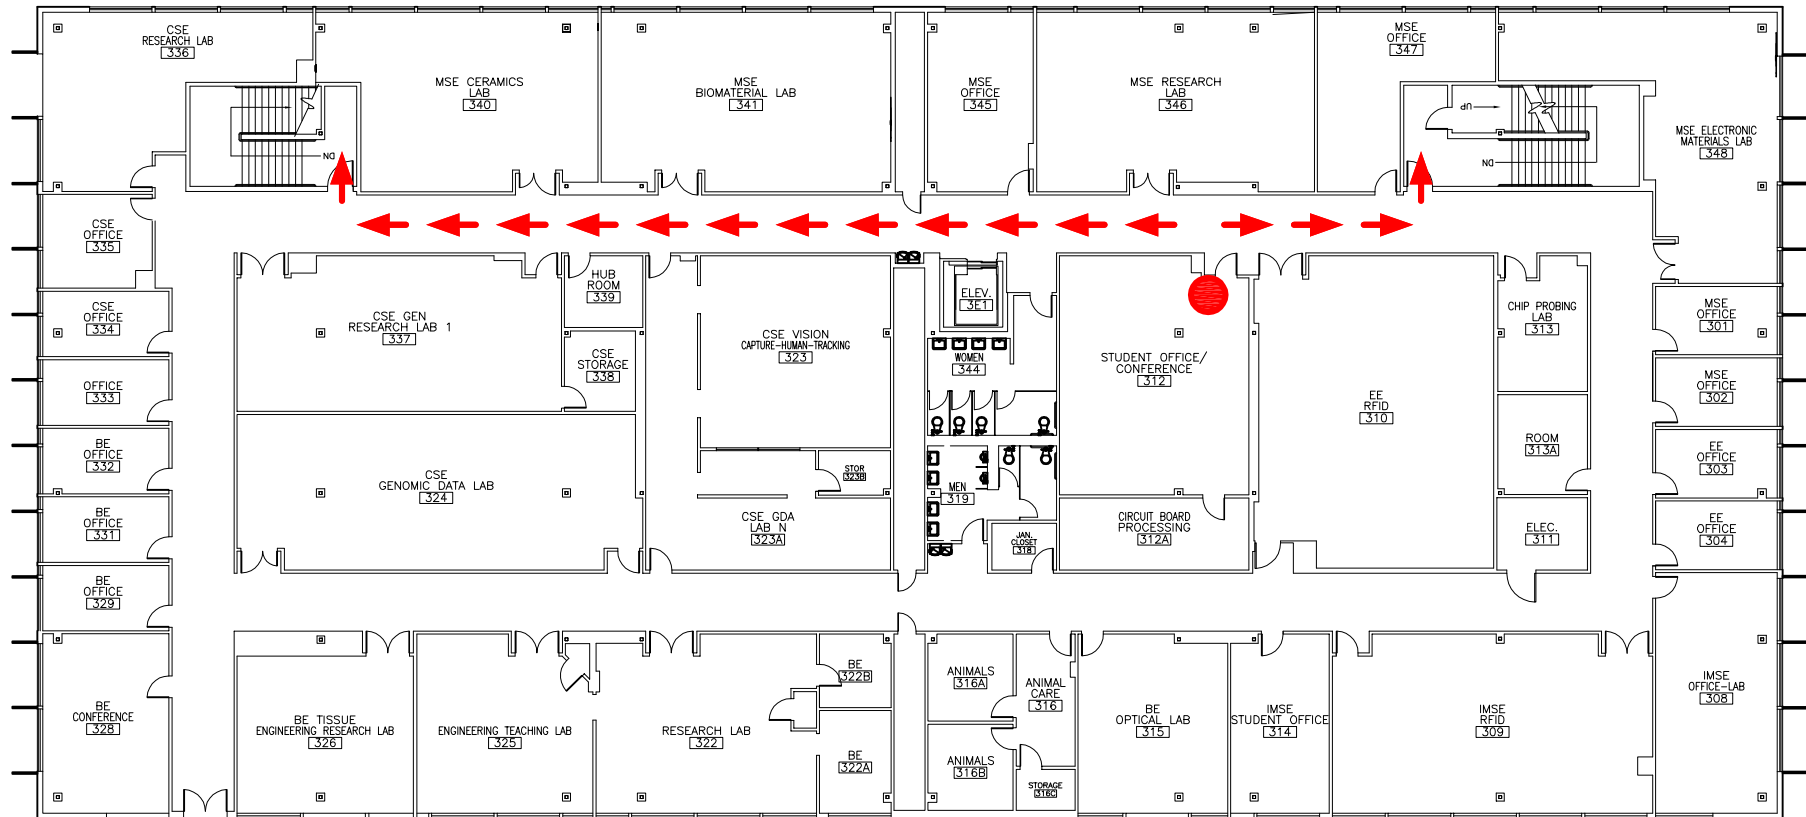 CSE
RESEARCH LAB
336
MSE CERAMICS
LAB
340
MSE
BIOMATERIAL LAB
341
MSE
OFFICE
345
MSE RESEARCH
LAB
346
MSE
OFFICE
347
UP
DN
MSE ELECTRONIC
MATERIALS LAB
348
DN
CSE
OFFICE
335
CSE
OFFICE
334
OFFICE
333
BE
OFFICE
332
BE
OFFICE
331
BE
OFFICE
329
BE
CONFERENCE
328
CSE GEN
RESEARCH LAB 1
337
HUB
ROOM
339
CSE
STORAGE
338
CSE
GENOMIC DATA LAB
324
CSE VISION
CAPTURE-HUMAN-TRACKING
323
STOR
323B
CSE GDA
LAB N
323A
ELEV.
3E1
WOMEN
344
MEN
319
JAN.
CLOSET
318
STUDENT OFFICE/
CONFERENCE
312
CIRCUIT BOARD
PROCESSING
312A
EE
RFID
310
CHIP PROBING
LAB
313
ROOM
313A
ELEC.
311
MSE
OFFICE
301
MSE
OFFICE
302
EE
OFFICE
303
EE
OFFICE
304
BE TISSUE
ENGINEERING RESEARCH LAB
326
ENGINEERING TEACHING LAB
325
RESEARCH LAB
322
BE
322B
BE
322A
ANIMALS
316A
ANIMALS
316B
ANIMAL
CARE
316
STORAGE
316C
BE
OPTICAL LAB
315
IMSE
STUDENT OFFICE
314
IMSE
RFID
309
IMSE
OFFICE-LAB
308